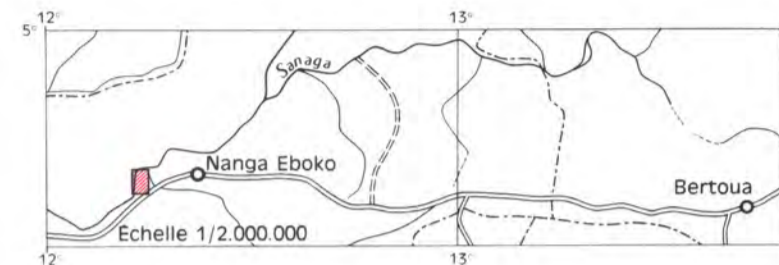 12° 13°
5°
Sanaga
Nanga Eboko
Bertoua
Echelle 1/2.000.000
12° 13°